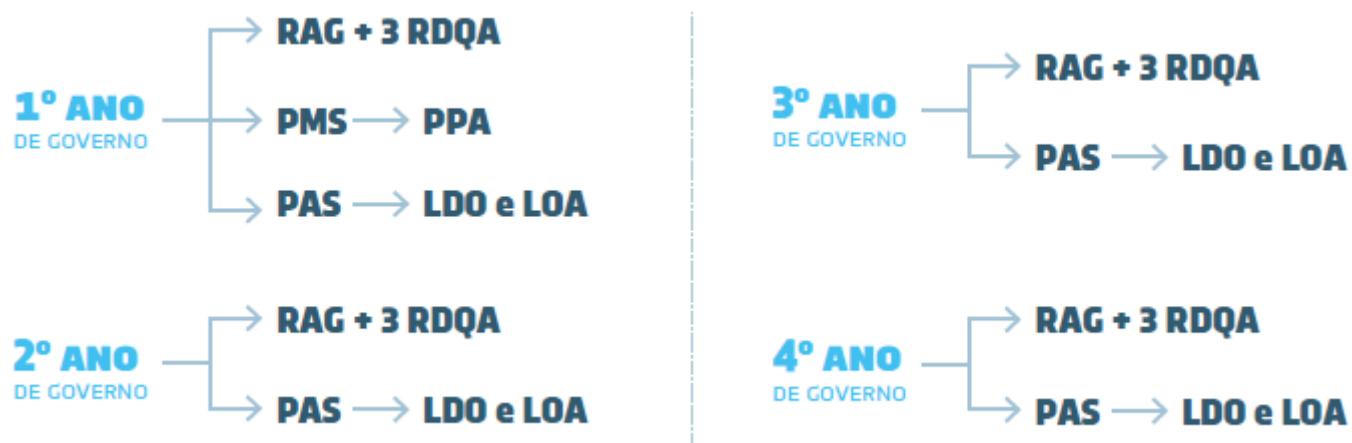 1º ANO
DE GOVERNO
RAG + 3 RDQA
PMS PPA
PAS LDO e LOA
2º ANO
DE GOVERNO
RAG + 3 RDQA
PAS LDO e LOA
3º ANO
DE GOVERNO
RAG + 3 RDQA
PAS LDO e LOA
4º ANO
DE GOVERNO
RAG + 3 RDQA
PAS LDO e LOA